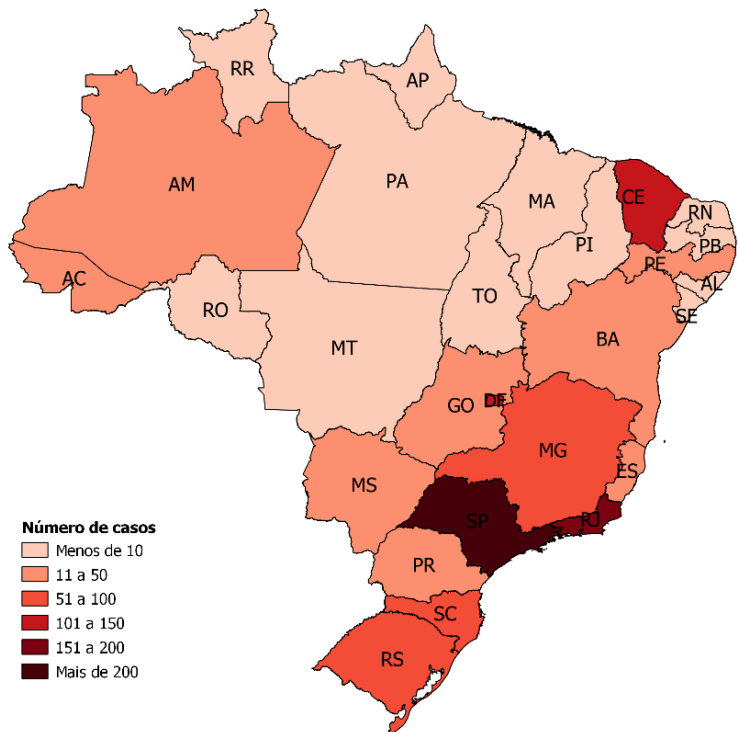 RR
AP
AM
PA
MA
CE
RN
PI
PB
PE
AC
AL
TO
RO
SE
BA
MT
DF
GO
MG
ES
MS
SP
RJ
PR
SC
RS
Número de casos
Menos de 10
11 a 50
51 a 100
101 a 150
151 a 200
Mais de 200